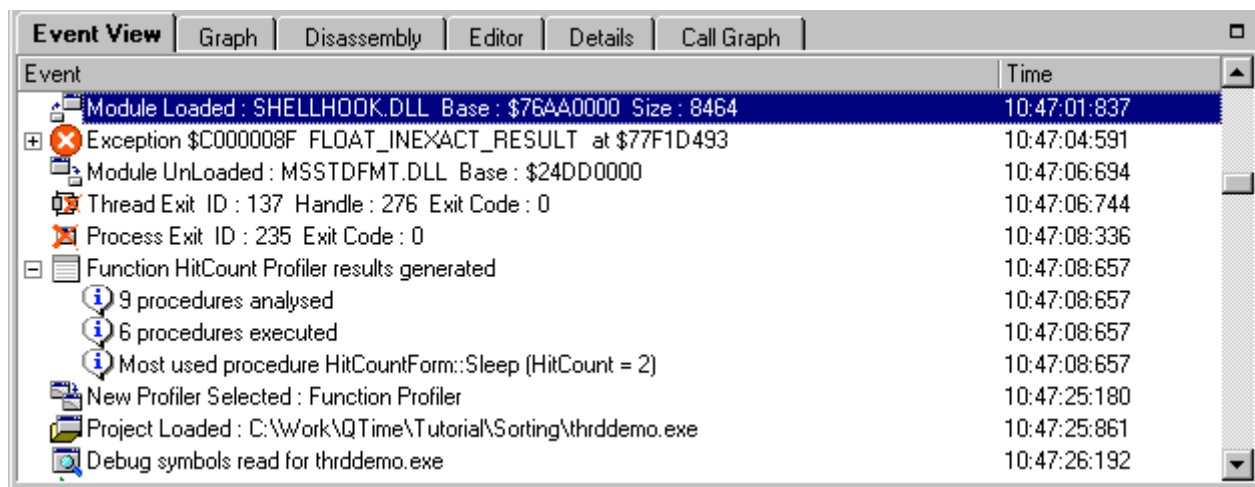 Event View Graph Disassembly Editor Details Call Graph
Event Time
Module Loaded : SHELLHOOK.DLL Base : $76AA0000 Size : 8464 10:47:01:837
Exception $C000008F FLOAT_INEXACT_RESULT at $77F1D493 10:47:04:591
Module UnLoaded : MSSTDFMT.DLL Base : $24DD0000 10:47:06:694
Thread Exit ID : 137 Handle : 276 Exit Code : 0 10:47:06:744
Process Exit ID : 235 Exit Code : 0 10:47:08:336
Function HitCount Profiler results generated 10:47:08:657
9 procedures analysed 10:47:08:657
6 procedures executed 10:47:08:657
Most used procedure HitCountForm::Sleep (HitCount = 2) 10:47:08:657
New Profiler Selected : Function Profiler 10:47:25:180
Project Loaded : C:\Work\QTime\Tutorial\Sorting\thrddemo.exe 10:47:25:861
Debug symbols read for thrddemo.exe 10:47:26:192